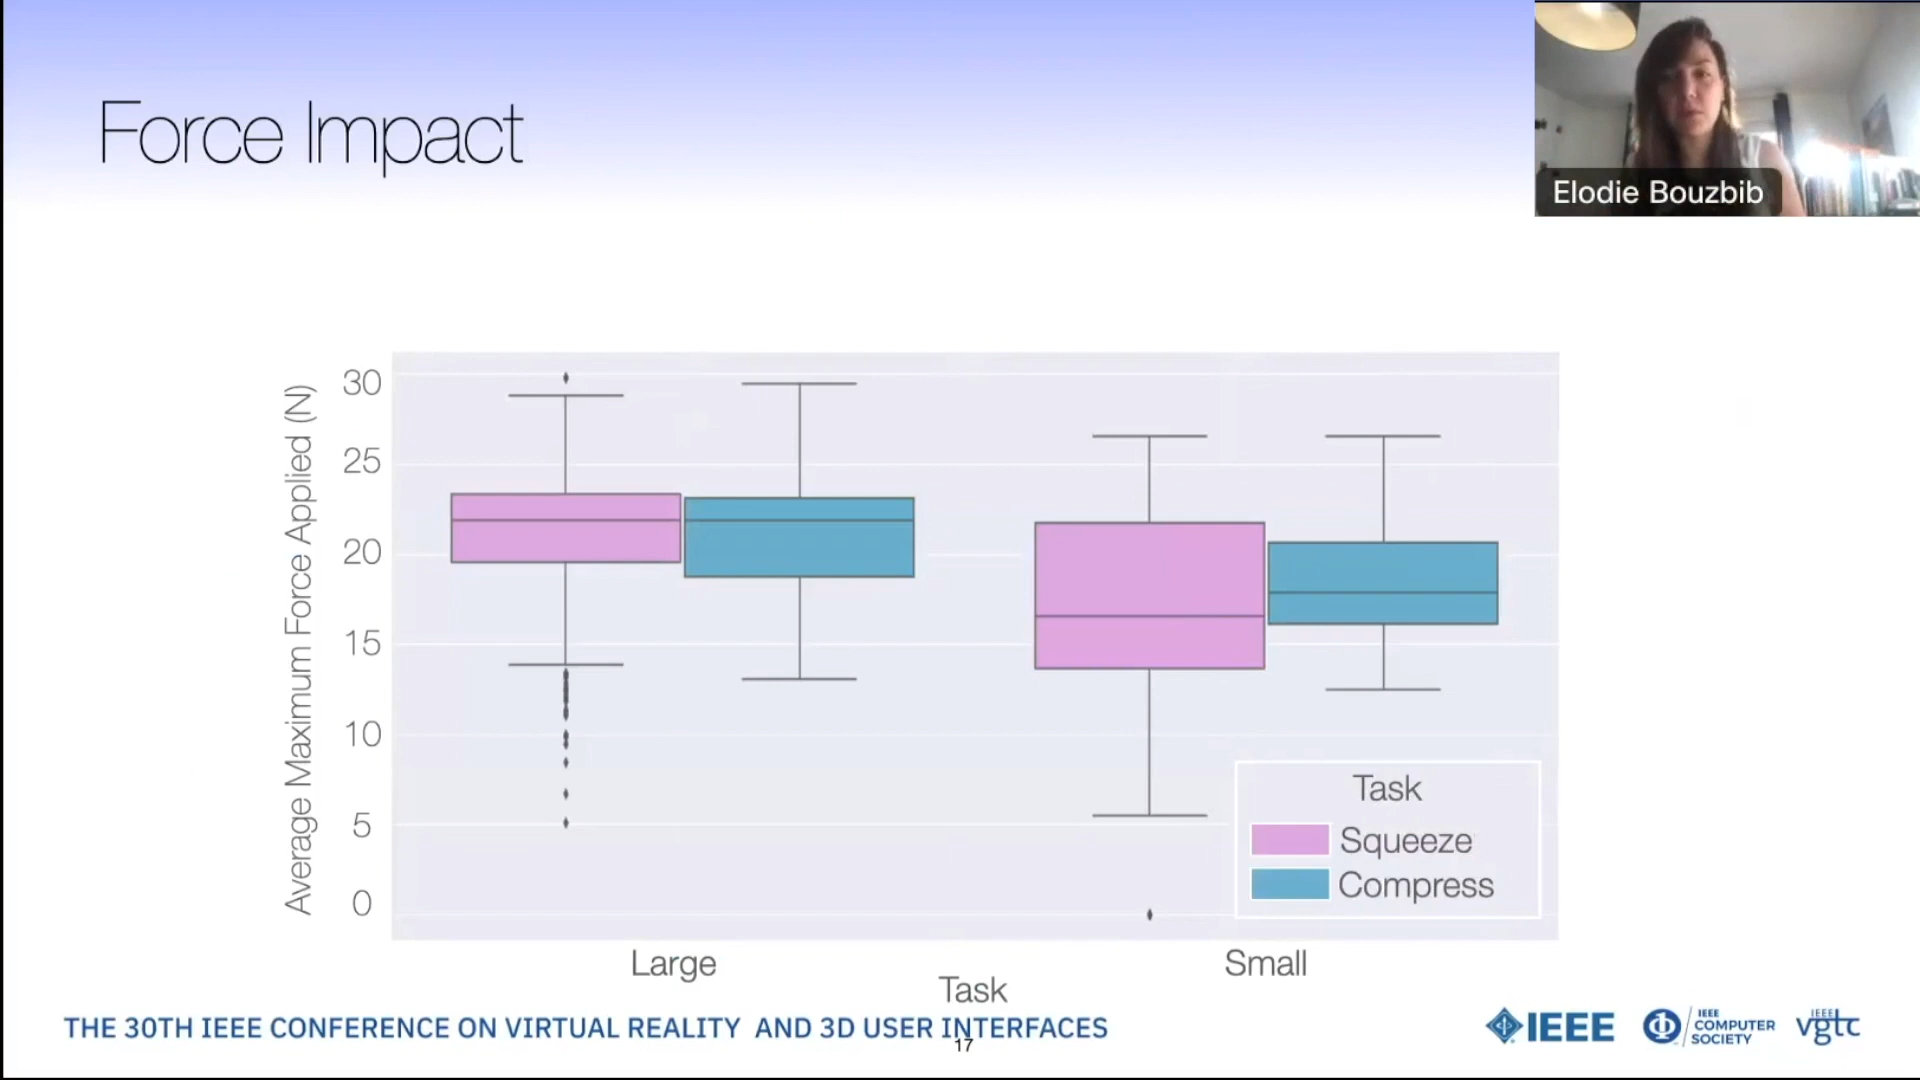 Force Impact
Elodie Bouzbib
Average Maximum Force Applied (N)
30
25
20
15
10
5
0
Task
Squeeze
Compress
Large
Small
Task
THE 30TH IEEE CONFERENCE ON VIRTUAL REALITY AND 3D USER INTERFACES
17
IEEE
IEEE
COMPUTER
SOCIETY
IEEE
vgtc